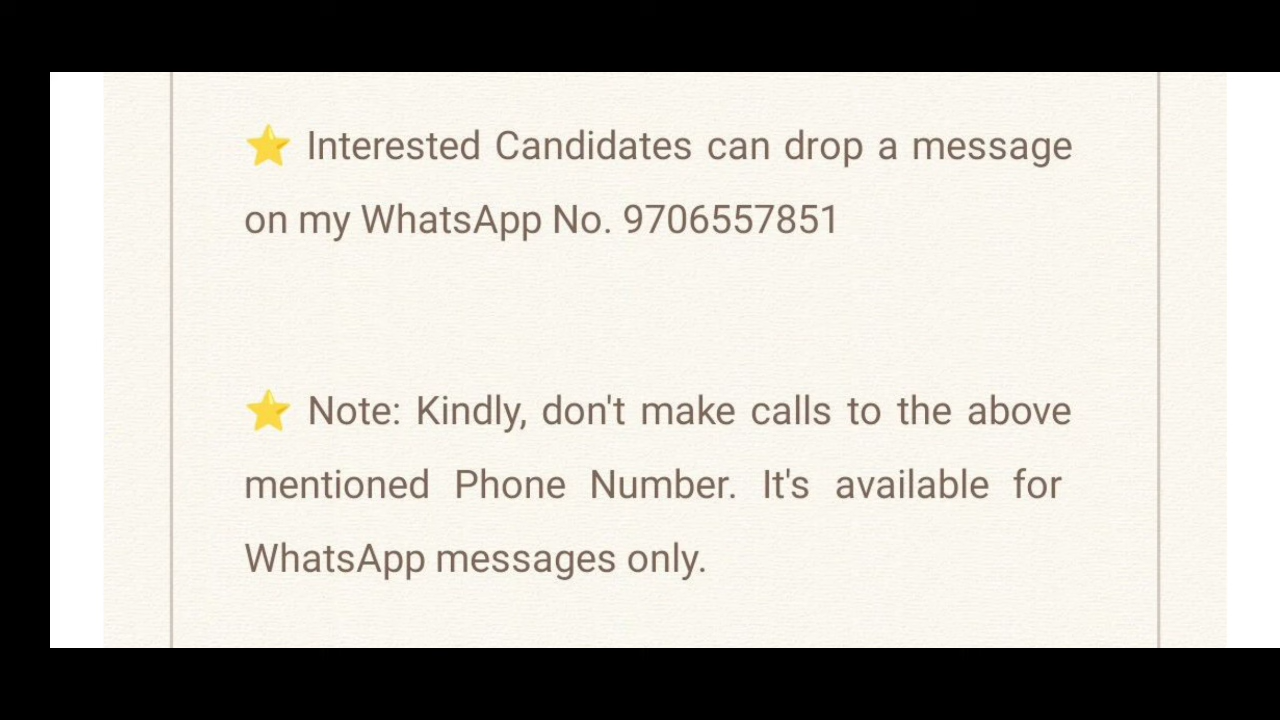 ⭐ Interested Candidates can drop a message
on my WhatsApp No. 9706557851
⭐ Note: Kindly, don't make calls to the above
mentioned Phone Number. It's available for
WhatsApp messages only.